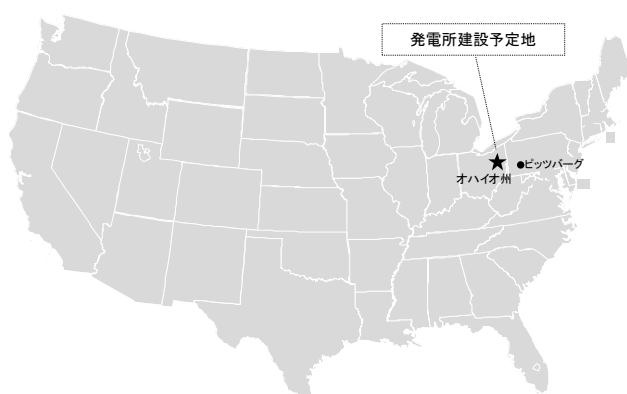 発電所建設予定地
ピッツバーグ
オハイオ州